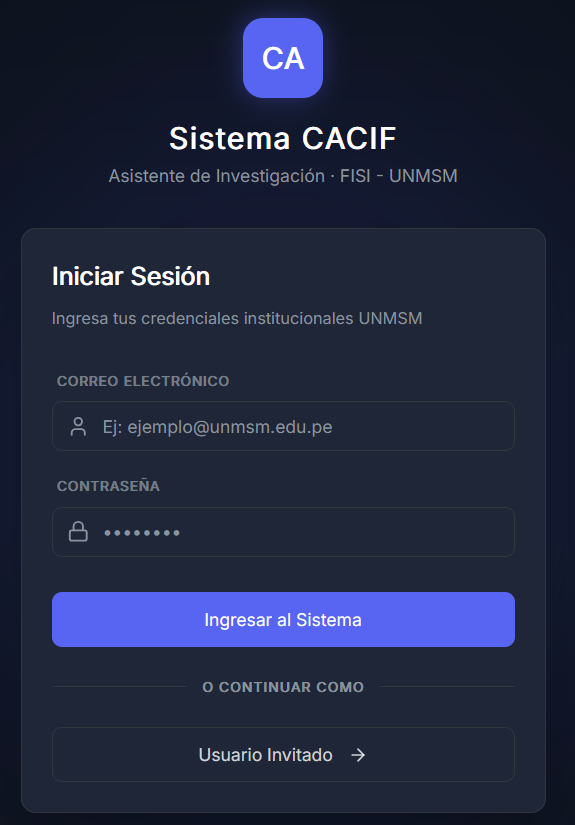 CA
Sistema CACIF
Asistente de Investigación · FISI - UNMSM
Iniciar Sesión
Ingresa tus credenciales institucionales UNMSM
CORREO ELECTRÓNICO
Ej: ejemplo@unmsm.edu.pe
CONTRASEÑA
••••••••
Ingresar al Sistema
O CONTINUAR COMO
Usuario Invitado →